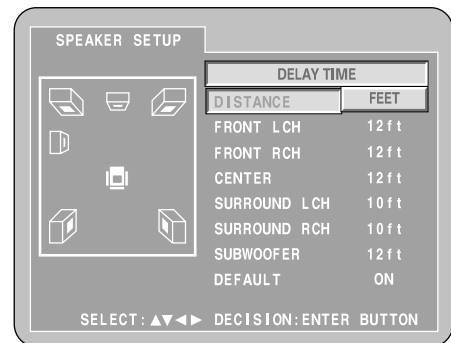 SPEAKER SETUP
DELAY TIME
DISTANCE FEET
FRONT LCH 12ft
FRONT RCH 12ft
CENTER 12ft
SURROUND LCH 10ft
SURROUND RCH 10ft
SUBWOOFER 12ft
DEFAULT ON
SELECT:▲▼◄► DECISION:ENTER BUTTON